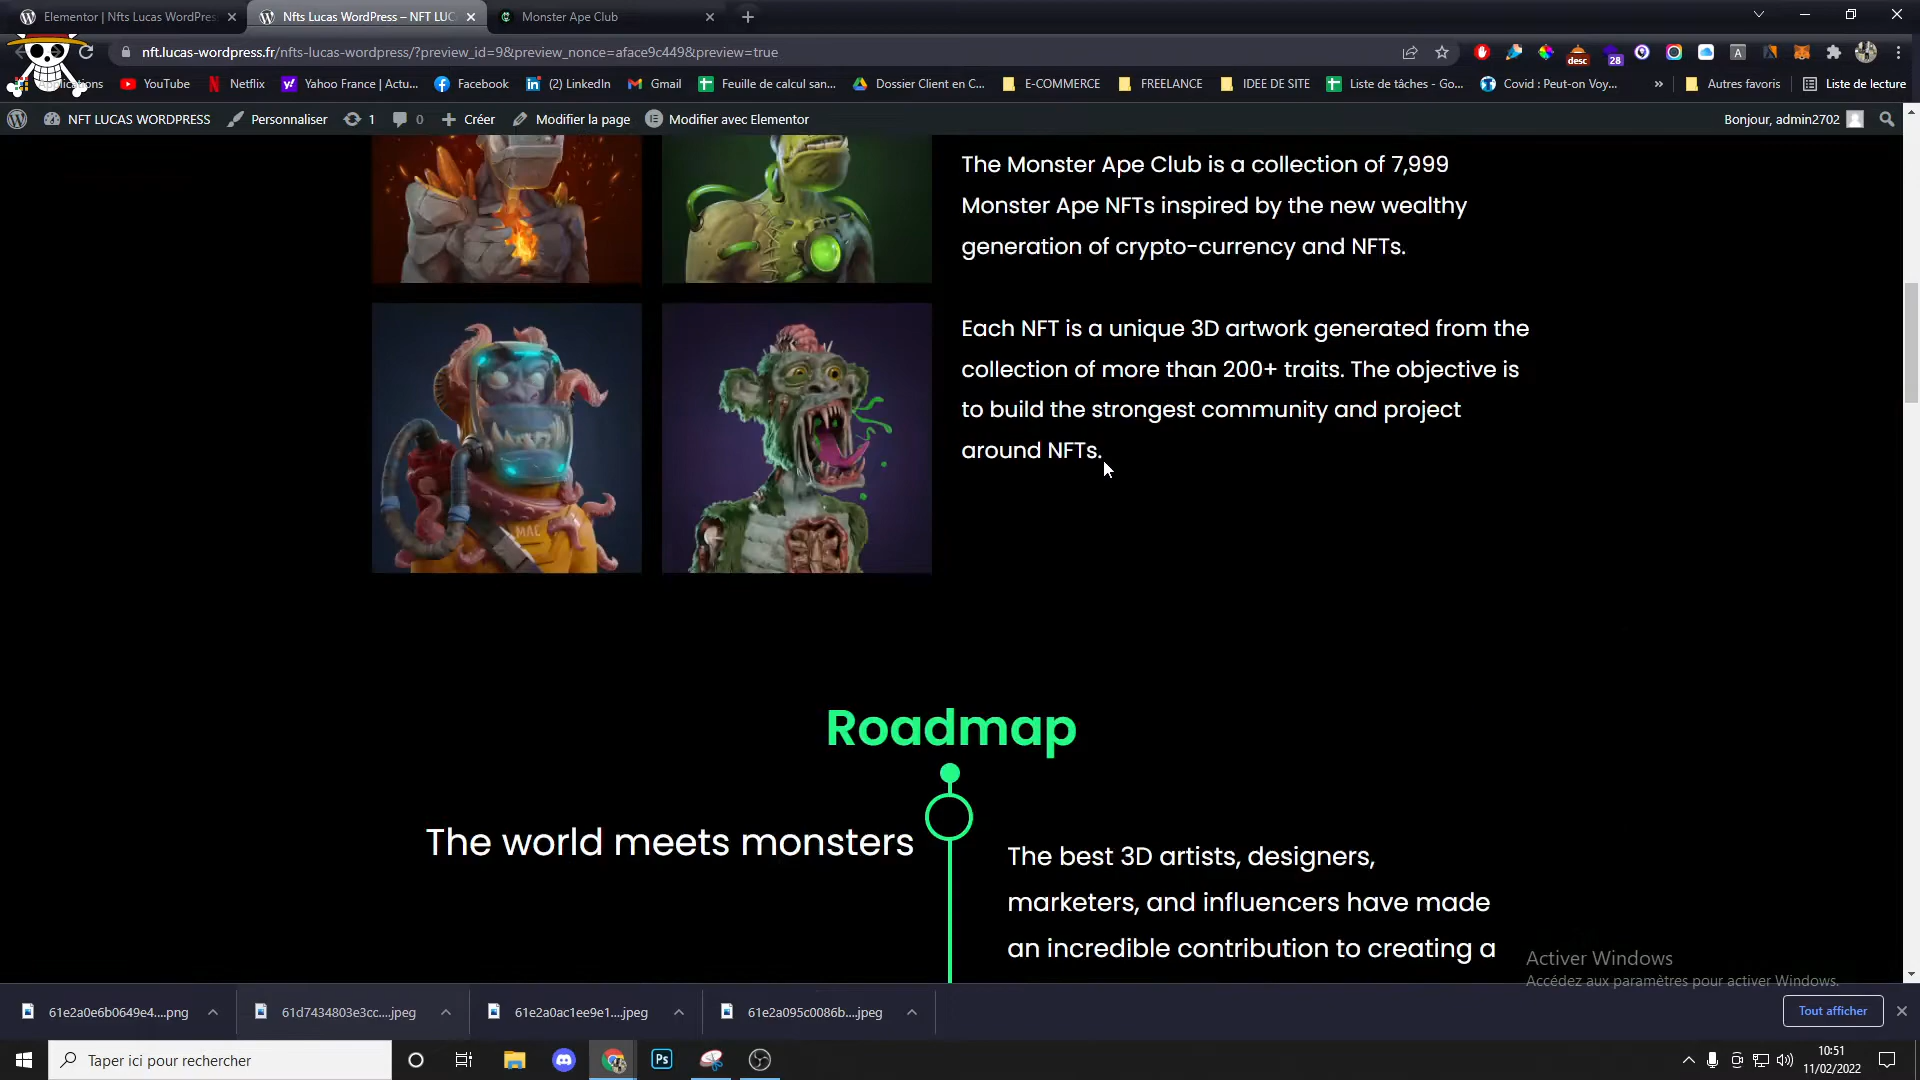 Elementor | Nfts Lucas WordPres
Nfts Lucas WordPress – NFT LUC
Monster Ape Club
nft.lucas-wordpress.fr/nfts-lucas-wordpress/?preview_id=9&preview_nonce=aface9c449&preview=true
desc
28
YouTube
Netflix
Yahoo France | Actu...
Facebook
(2) LinkedIn
Gmail
Feuille de calcul san...
Dossier Client en C...
E-COMMERCE
FREELANCE
IDEE DE SITE
Liste de tâches - Go...
Covid : Peut-on Voy...
»
Autres favoris
Liste de lecture
NFT LUCAS WORDPRESS
Personnaliser
1
0
Créer
Modifier la page
Modifier avec Elementor
Bonjour, admin2702
The Monster Ape Club is a collection of 7,999
Monster Ape NFTs inspired by the new wealthy
generation of crypto-currency and NFTs.
Each NFT is a unique 3D artwork generated from the
collection of more than 200+ traits. The objective is
to build the strongest community and project
around NFTs.
MAC
Roadmap
The world meets monsters
The best 3D artists, designers,
marketers, and influencers have made
an incredible contribution to creating a
Activer Windows
Accédez aux paramètres pour activer Windows.
61e2a0e6b0649e4....png
61d7434803e3cc....jpeg
61e2a0ac1ee9e1....jpeg
61e2a095c0086b....jpeg
Tout afficher
Taper ici pour rechercher
Ps
10:51
11/02/2022